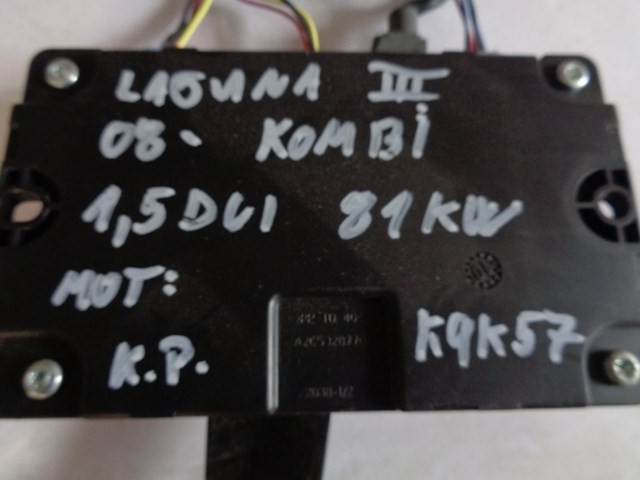 LAGUNA III
08- KOMBi
1,5 DCI 81 KW
MOT:
K9K57
K.P.